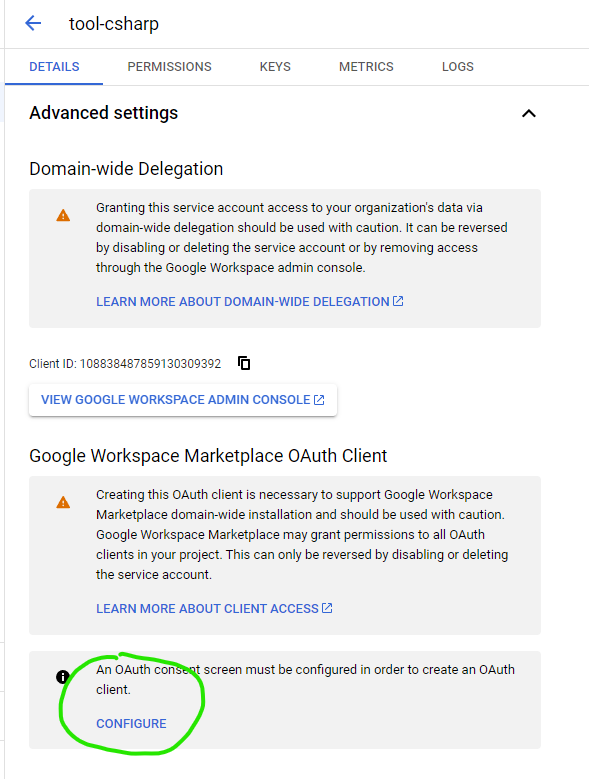 tool-csharp
DETAILS PERMISSIONS KEYS METRICS LOGS
Advanced settings
Domain-wide Delegation
Granting this service account access to your organization's data via
domain-wide delegation should be used with caution. It can be reversed
by disabling or deleting the service account or by removing access
through the Google Workspace admin console.
LEARN MORE ABOUT DOMAIN-WIDE DELEGATION
Client ID: 108838487859130309392
VIEW GOOGLE WORKSPACE ADMIN CONSOLE
Google Workspace Marketplace OAuth Client
Creating this OAuth client is necessary to support Google Workspace
Marketplace domain-wide installation and should be used with caution.
Google Workspace Marketplace may grant permissions to all OAuth
clients in your project. This can only be reversed by disabling or deleting
the service account.
LEARN MORE ABOUT CLIENT ACCESS
An OAuth consent screen must be configured in order to create an OAuth
client.
CONFIGURE